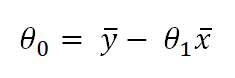 θ₀ = ȳ − θ₁x̄